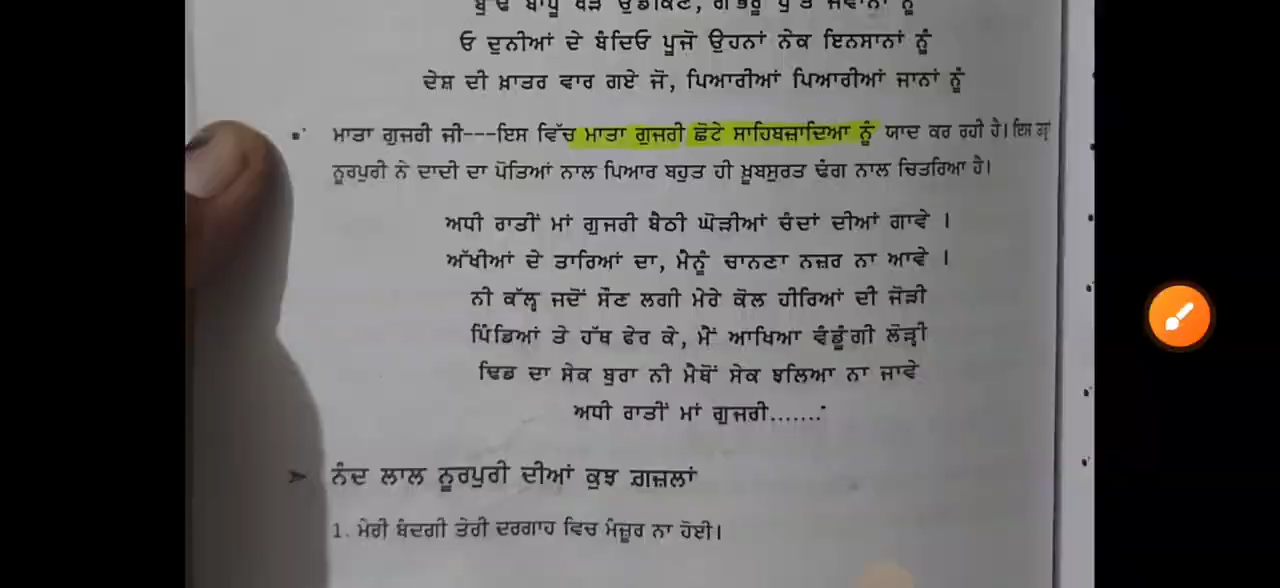 ਓ ਦੁਨੀਆਂ ਦੇ ਬੰਦਿਓ ਪੂਜੋ ਉਹਨਾਂ ਨੇਕ ਇਨਸਾਨਾਂ ਨੂੰ
ਦੇਸ਼ ਦੀ ਖ਼ਾਤਰ ਵਾਰ ਗਏ ਜੋ, ਪਿਆਰੀਆਂ ਪਿਆਰੀਆਂ ਜਾਨਾਂ ਨੂੰ
ਮਾਤਾ ਗੁਜਰੀ ਜੀ---ਇਸ ਵਿੱਚ ਮਾਤਾ ਗੁਜਰੀ ਛੋਟੇ ਸਾਹਿਬਜ਼ਾਦਿਆ ਨੂੰ ਯਾਦ ਕਰ ਰਹੀ ਹੈ। ਇਸ
ਨੂਰਪੁਰੀ ਨੇ ਦਾਦੀ ਦਾ ਪੋਤਿਆਂ ਨਾਲ ਪਿਆਰ ਬਹੁਤ ਹੀ ਖ਼ੂਬਸੁਰਤ ਢੰਗ ਨਾਲ ਚਿਤਰਿਆ ਹੈ।
ਅਧੀ ਰਾਤੀਂ ਮਾਂ ਗੁਜਰੀ ਬੈਠੀ ਘੋੜੀਆਂ ਚੰਦਾਂ ਦੀਆਂ ਗਾਵੇ ।
ਅੱਖੀਆਂ ਦੇ ਤਾਰਿਆਂ ਦਾ, ਮੈਨੂੰ ਚਾਨਣਾ ਨਜ਼ਰ ਨਾ ਆਵੇ ।
ਨੀ ਕੱਲ੍ਹ ਜਦੋਂ ਸੌਣ ਲਗੀ ਮੇਰੇ ਕੋਲ ਹੀਰਿਆਂ ਦੀ ਜੋੜੀ
ਪਿੰਡਿਆਂ ਤੇ ਹੱਥ ਫੇਰ ਕੇ, ਮੈਂ ਆਖਿਆ ਵੰਡੂੰਗੀ ਲੋੜ੍ਹੀ
ਢਿਡ ਦਾ ਸੇਕ ਬੁਰਾ ਨੀ ਮੈਥੋਂ ਸੇਕ ਝਲਿਆ ਨਾ ਜਾਵੇ
ਅਧੀ ਰਾਤੀਂ ਮਾਂ ਗੁਜਰੀ.......
ਨੰਦ ਲਾਲ ਨੂਰਪੁਰੀ ਦੀਆਂ ਕੁਝ ਗ਼ਜ਼ਲਾਂ
1. ਮੇਰੀ ਬੰਦਗੀ ਤੇਰੀ ਦਰਗਾਹ ਵਿਚ ਮੰਜ਼ੂਰ ਨਾ ਹੋਈ।